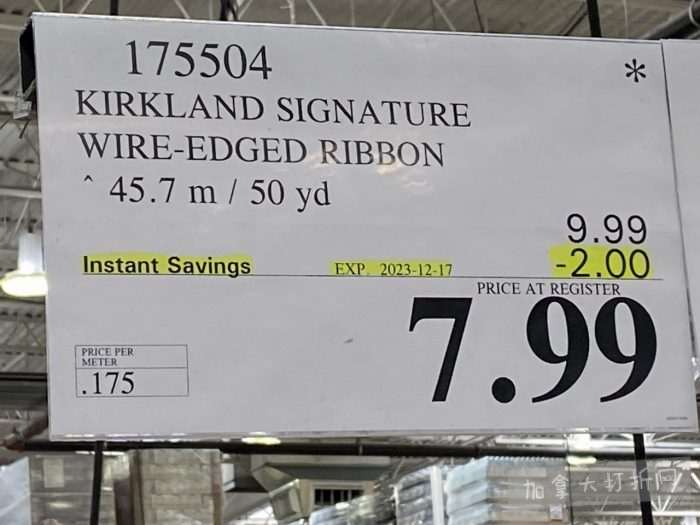 175504
*
KIRKLAND SIGNATURE
WIRE-EDGED RIBBON
^ 45.7 m / 50 yd
9.99
Instant Savings EXP. 2023-12-17 -2.00
PRICE AT REGISTER
7.99
PRICE PER
METER
.175
加拿大打折网